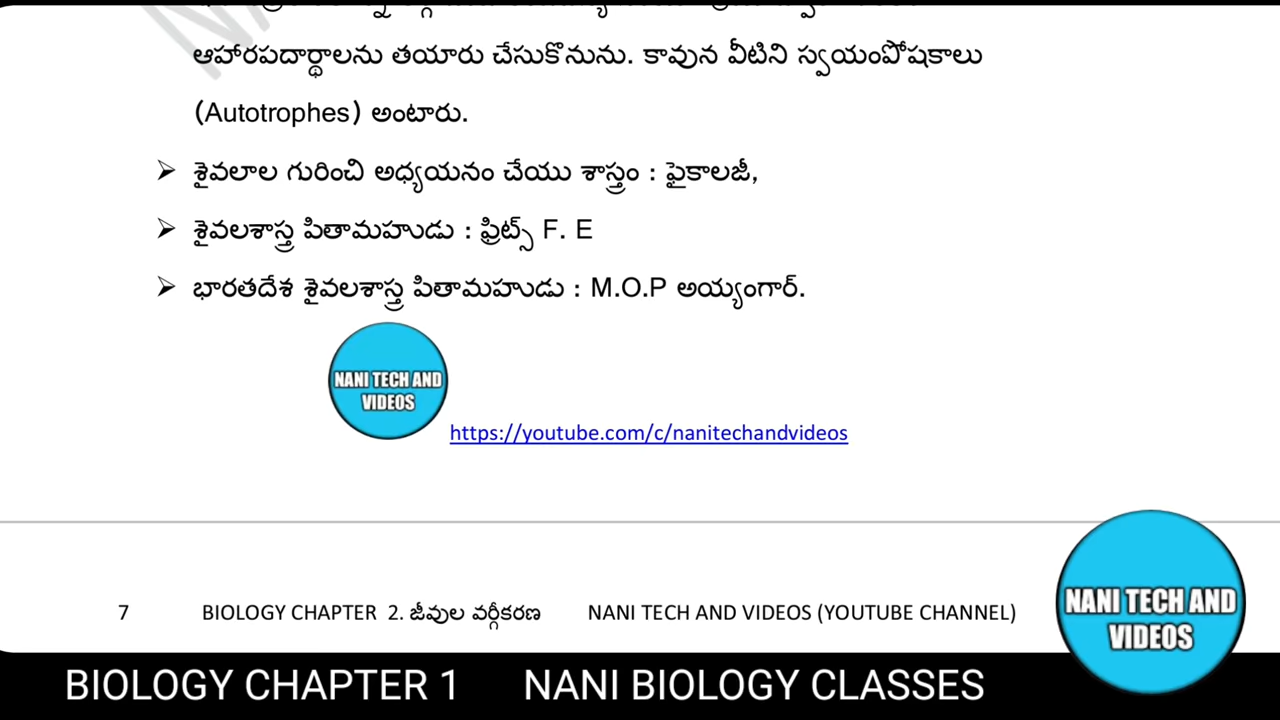 ఆహారపదార్థాలను తయారు చేసుకొనును. కావున వీటిని స్వయంపోషకాలు
(Autotrophes) అంటారు.
➢ శైవలాల గురించి అధ్యయనం చేయు శాస్త్రం : ఫైకాలజీ,
➢ శైవలశాస్త్ర పితామహుడు : ఫ్రిట్స్ F. E
➢ భారతదేశ శైవలశాస్త్ర పితామహుడు : M.O.P అయ్యంగార్.
NANI TECH AND
VIDEOS
https://youtube.com/c/nanitechandvideos
7 BIOLOGY CHAPTER 2. జీవుల వర్గీకరణ NANI TECH AND VIDEOS (YOUTUBE CHANNEL)
NANI TECH AND
VIDEOS
BIOLOGY CHAPTER 1 NANI BIOLOGY CLASSES